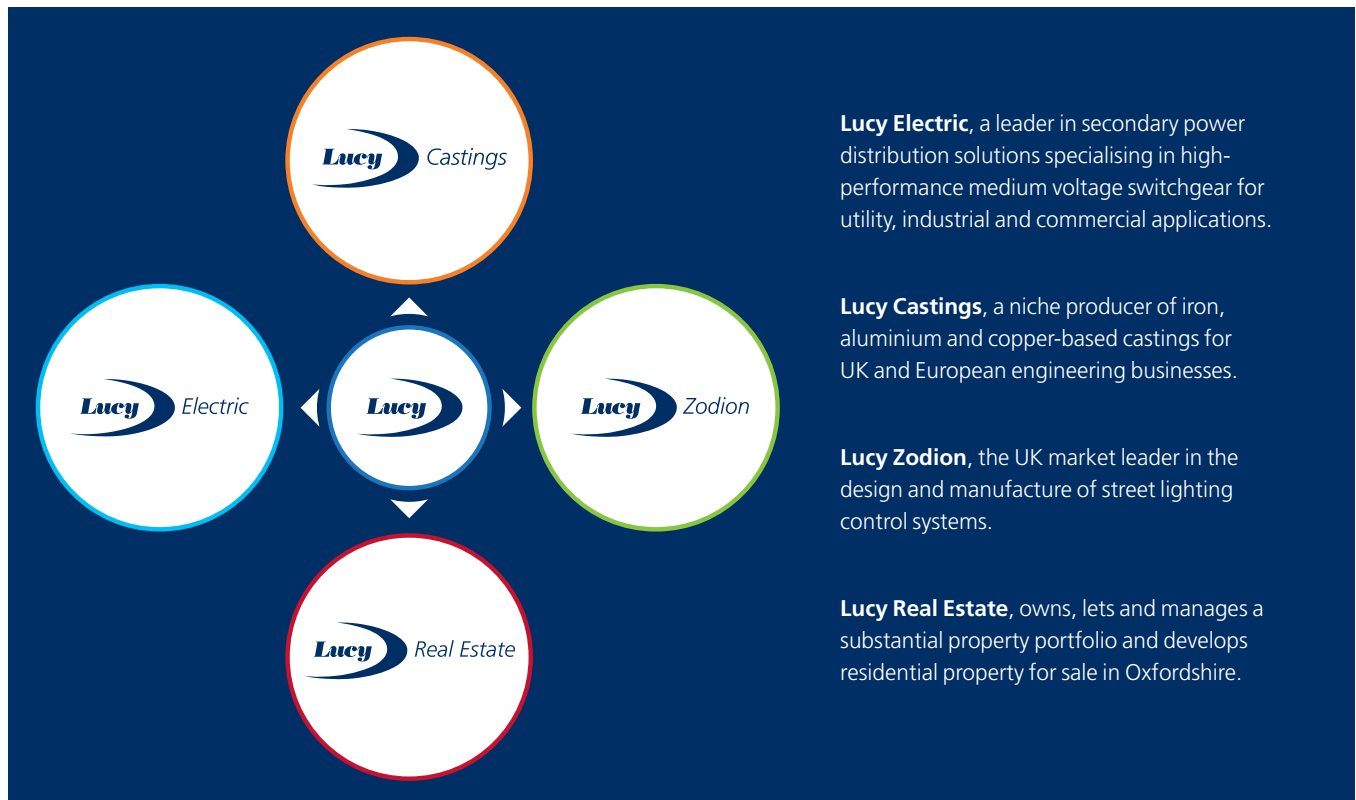 Lucy Castings
Lucy Electric
Lucy
Lucy Zodion
Lucy Real Estate
Lucy Electric, a leader in secondary power
distribution solutions specialising in high-
performance medium voltage switchgear for
utility, industrial and commercial applications.
Lucy Castings, a niche producer of iron,
aluminium and copper-based castings for
UK and European engineering businesses.
Lucy Zodion, the UK market leader in the
design and manufacture of street lighting
control systems.
Lucy Real Estate, owns, lets and manages a
substantial property portfolio and develops
residential property for sale in Oxfordshire.